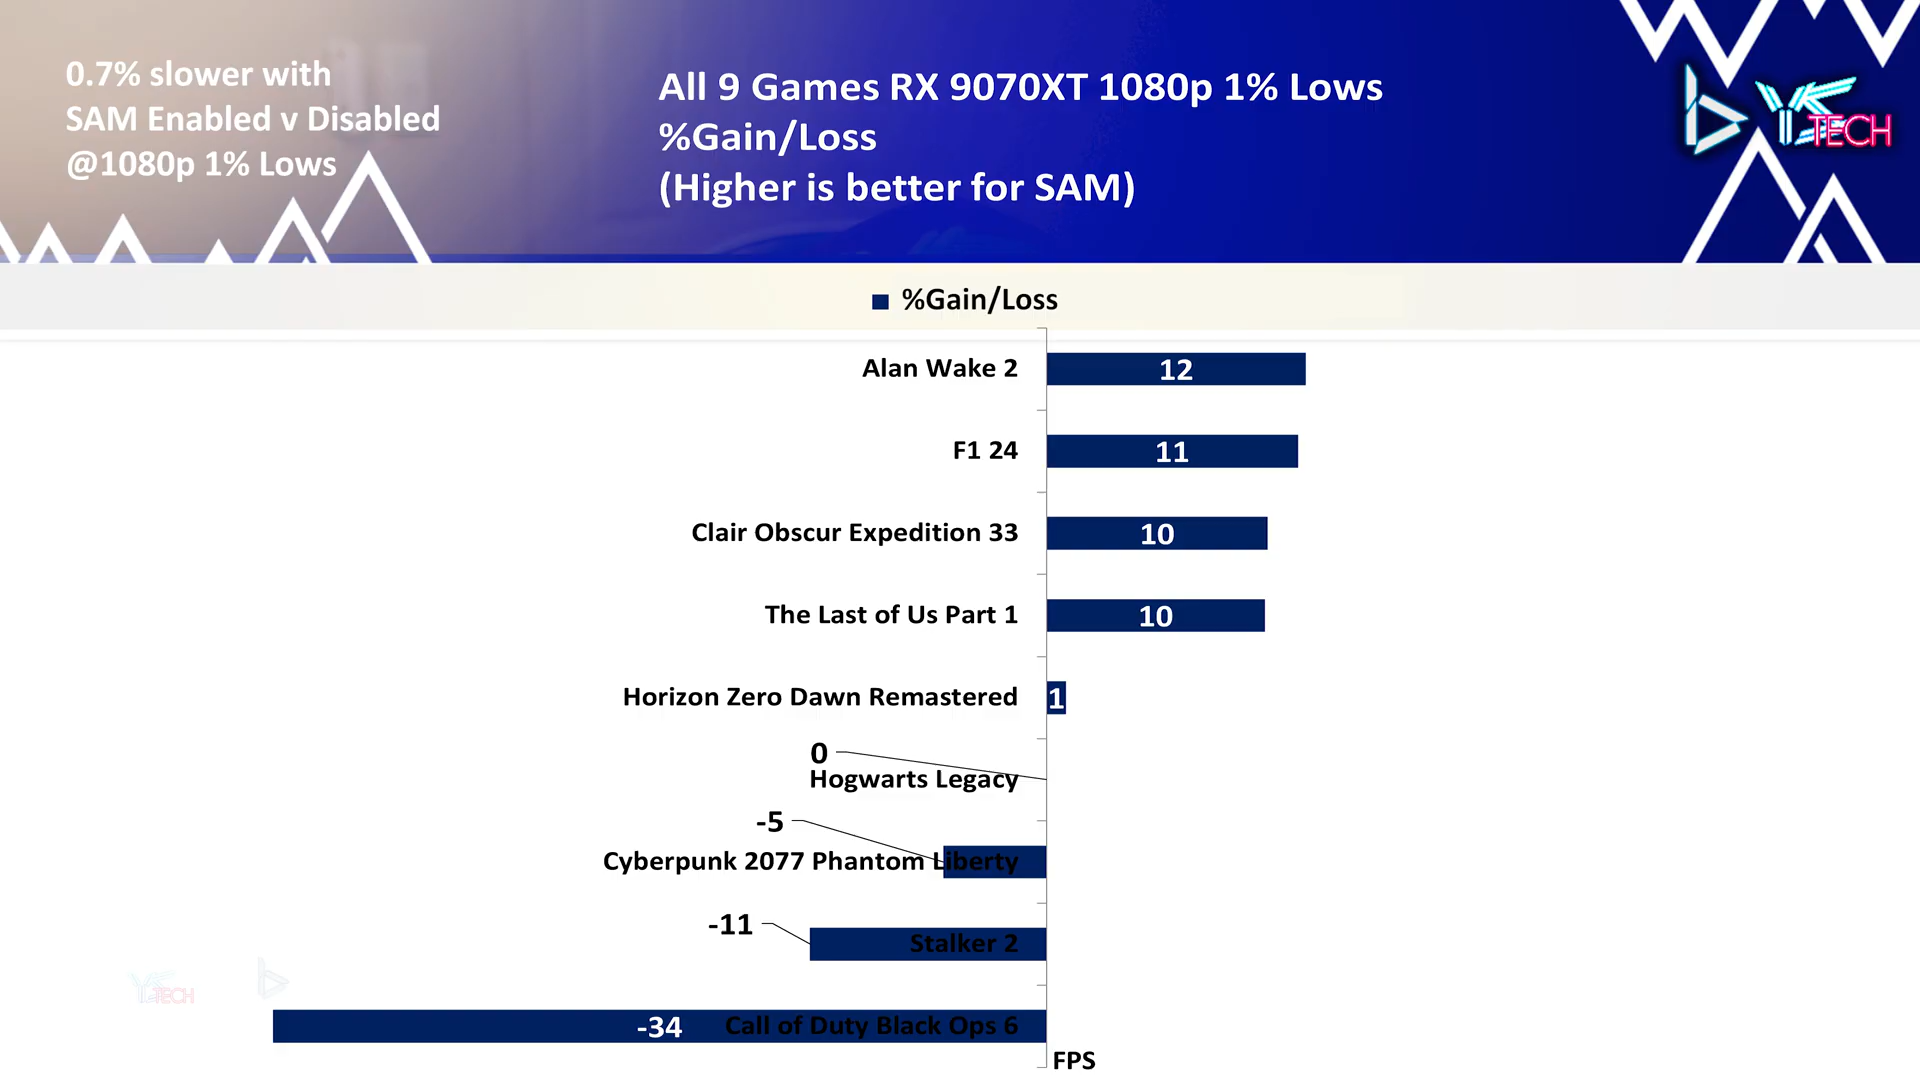 0.7% slower with
SAM Enabled v Disabled
@1080p 1% Lows
All 9 Games RX 9070XT 1080p 1% Lows
%Gain/Loss
(Higher is better for SAM)
YK
TECH
%Gain/Loss
Alan Wake 2 12
F1 24 11
Clair Obscur Expedition 33 10
The Last of Us Part 1 10
Horizon Zero Dawn Remastered 1
0
Hogwarts Legacy
-5
Cyberpunk 2077 Phantom Liberty
-11
Stalker 2
-34 Call of Duty Black Ops 6
FPS
TECH